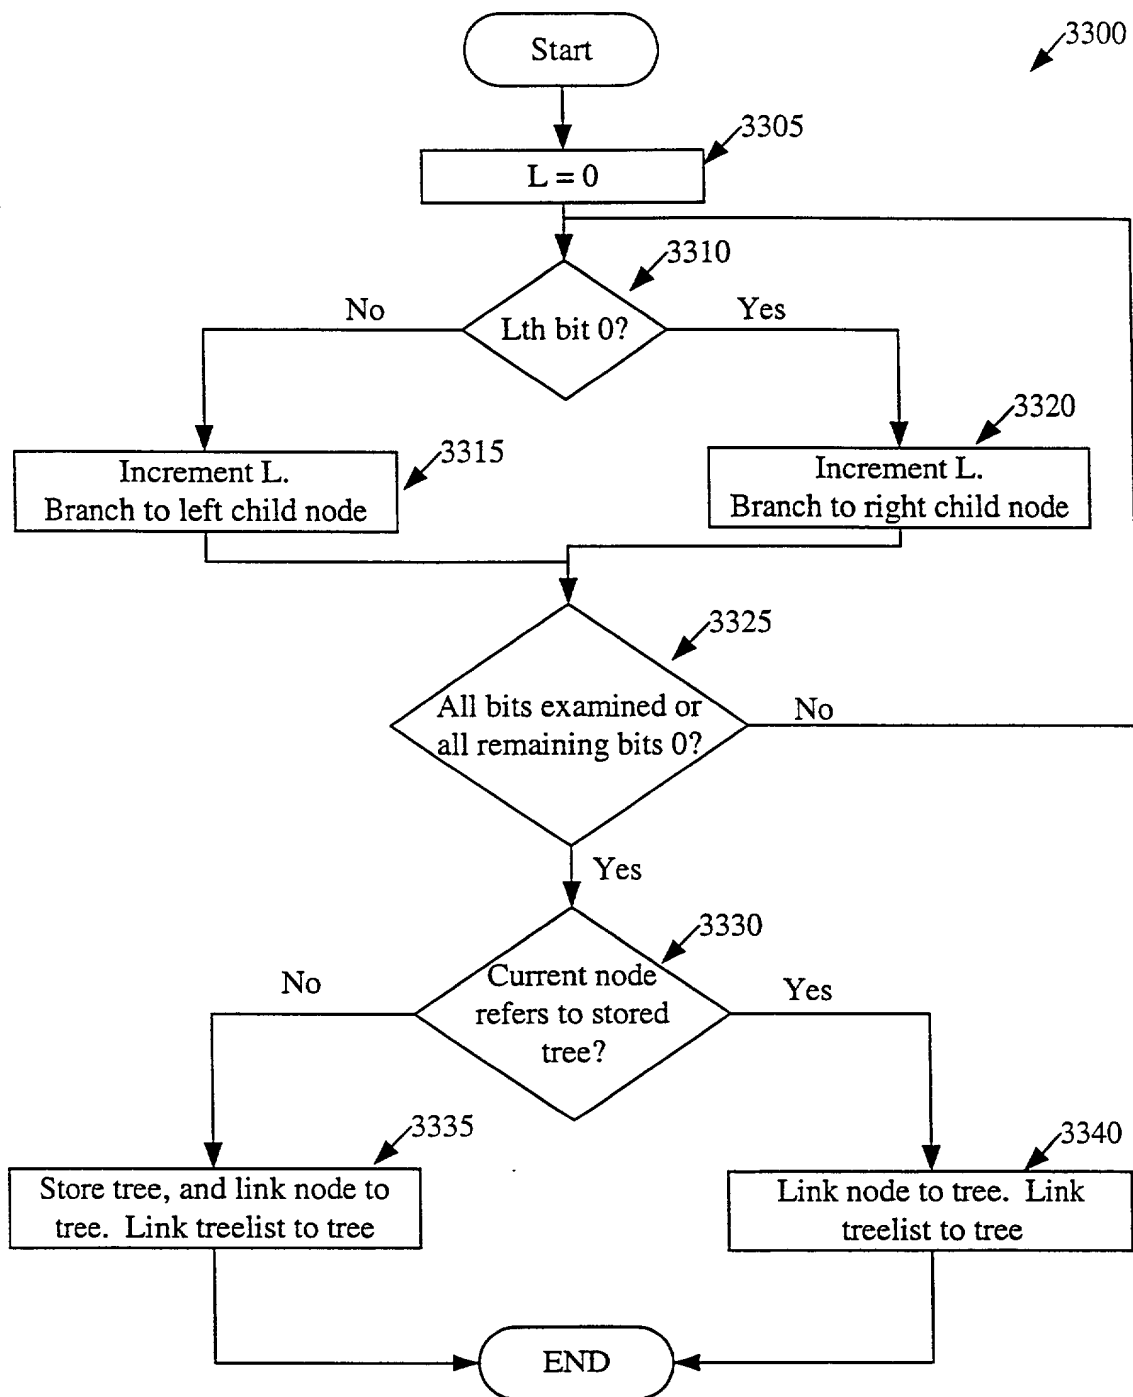 Start
3300
3305
L = 0
3310
No
Lth bit 0?
Yes
3320
3315
Increment L.
Branch to left child node
Increment L.
Branch to right child node
3325
All bits examined or
all remaining bits 0?
No
Yes
3330
No
Current node
refers to stored
tree?
Yes
3335
3340
Store tree, and link node to
tree. Link treelist to tree
Link node to tree. Link
treelist to tree
END